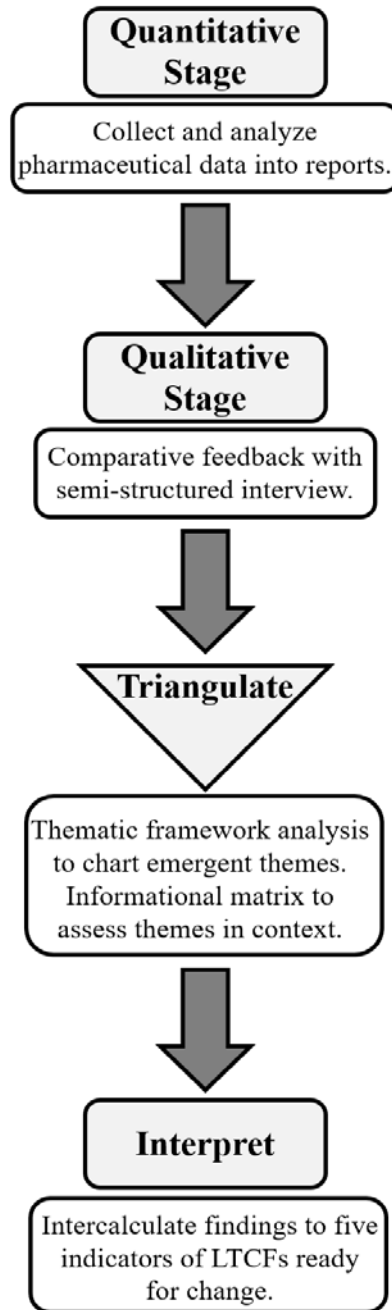 Quantitative
Stage
Collect and analyze
pharmaceutical data into reports.
Qualitative
Stage
Comparative feedback with
semi-structured interview.
Triangulate
Thematic framework analysis
to chart emergent themes.
Informational matrix to
assess themes in context.
Interpret
Intercalculate findings to five
indicators of LTCFs ready
for change.